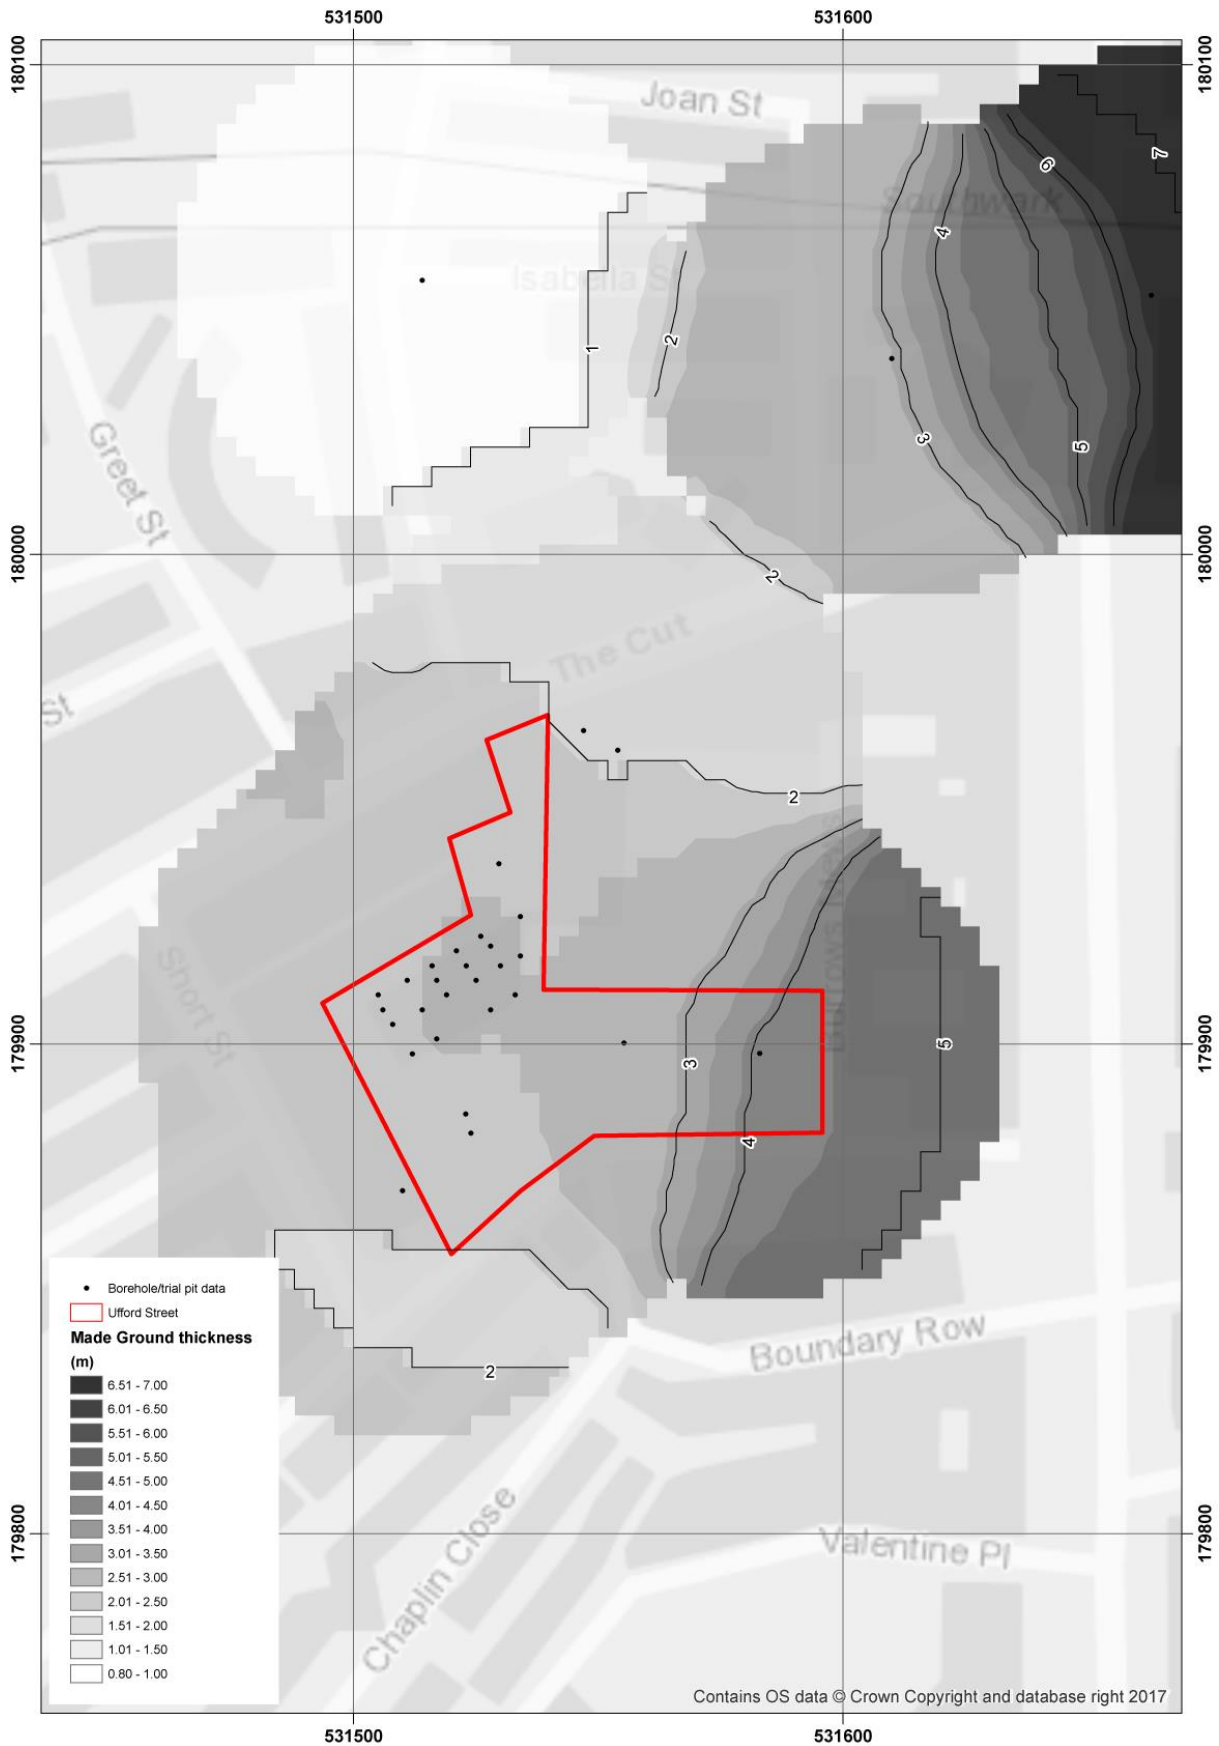 531500 531600
180100 180100
Joan St
7
6
Southwark
4
Isabella St
2
1
3
5
Greet St
180000 180000
2
The Cut
St
2
Short St
179900 179900
5
3
4
Borehole/trial pit data
Ufford Street
Made Ground thickness
(m)
6.51 - 7.00
6.01 - 6.50
5.51 - 6.00
5.01 - 5.50
4.51 - 5.00
4.01 - 4.50
3.51 - 4.00
3.01 - 3.50
2.51 - 3.00
2.01 - 2.50
1.51 - 2.00
1.01 - 1.50
0.80 - 1.00
Boundary Row
2
179800 179800
Valentine Pl
Chaplin Close
Contains OS data © Crown Copyright and database right 2017
531500 531600